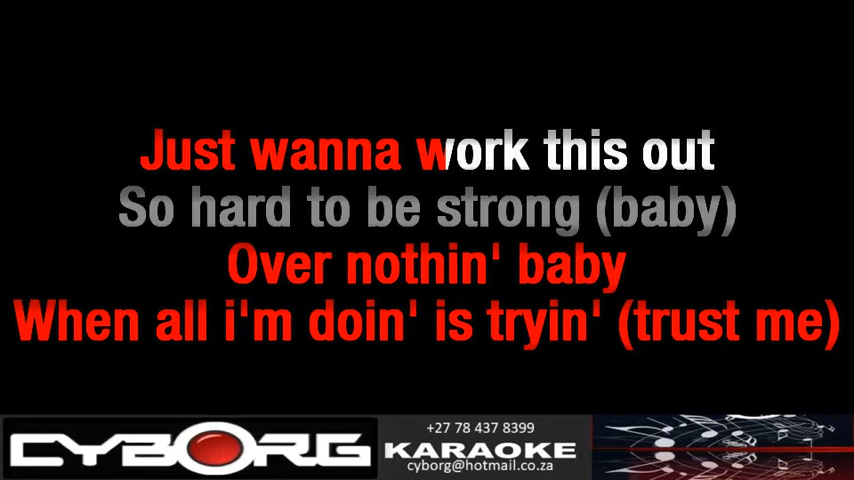 Just wanna work this out
So hard to be strong (baby)
Over nothin' baby
When all i'm doin' is tryin' (trust me)
CYBORG
+27 78 437 8399
KARAOKE
cyborg@hotmail.co.za